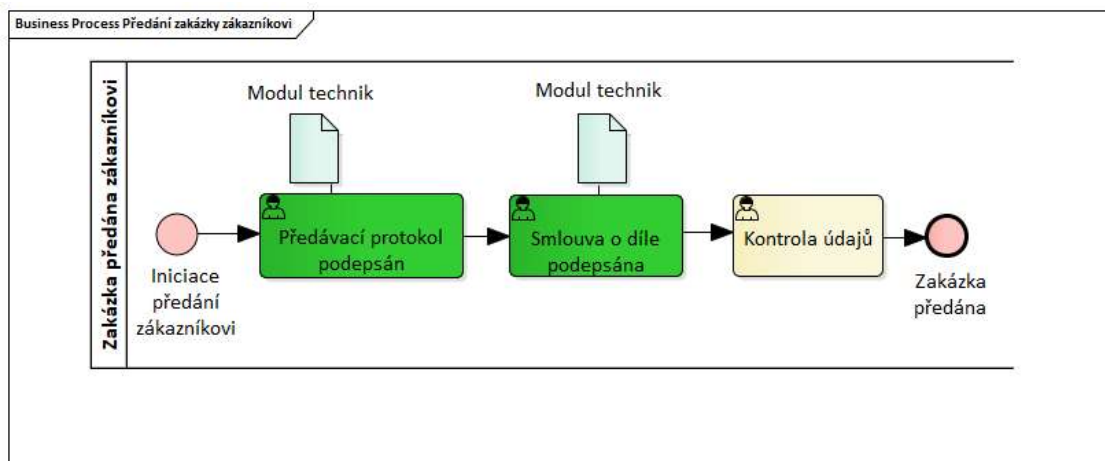 Business Process Předání zakázky zákazníkovi
Zakázka předána zákazníkovi
Modul technik
Modul technik
Iniciace
předání
zákazníkovi
Předávací protokol
podepsán
Smlouva o díle
podepsána
Kontrola údajů
Zakázka
předána